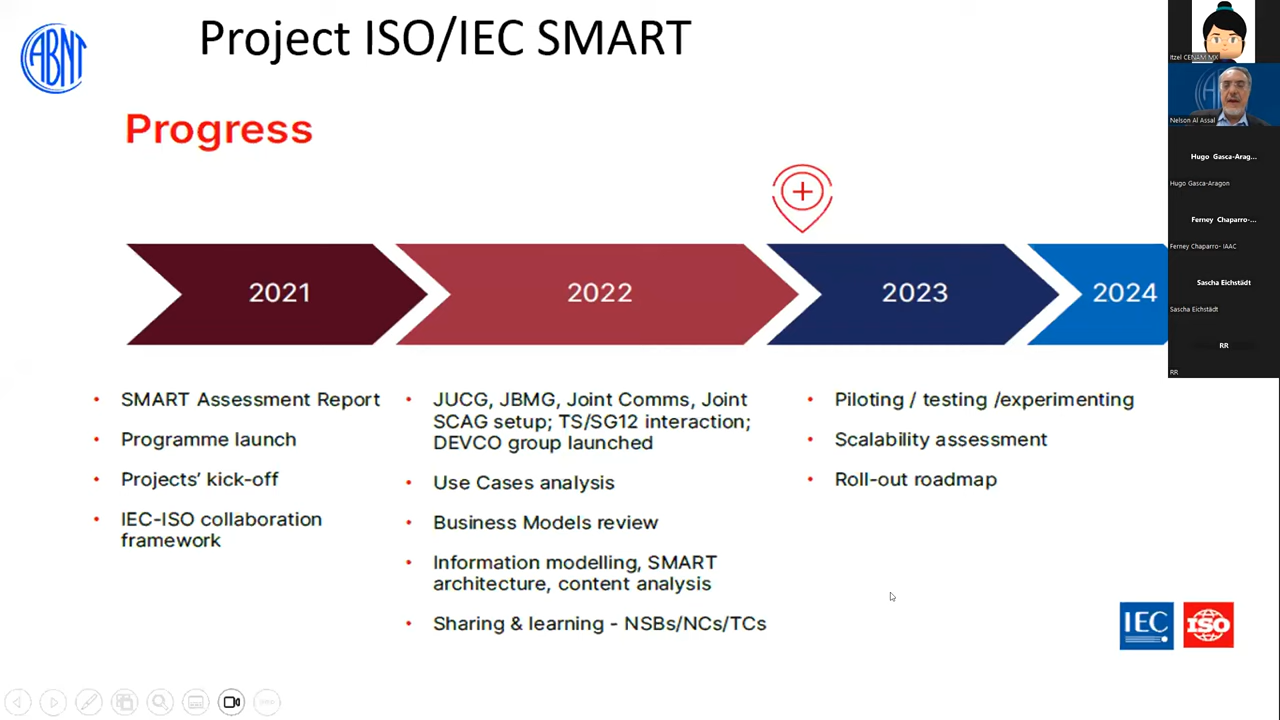 ABNT
Project ISO/IEC SMART
Progress
2021
2022
2023
2024
• SMART Assessment Report
• Programme launch
• Projects’ kick-off
• IEC-ISO collaboration
framework
• JUCG, JBMG, Joint Comms, Joint
SCAG setup; TS/SG12 interaction;
DEVCO group launched
• Use Cases analysis
• Business Models review
• Information modelling, SMART
architecture, content analysis
• Sharing & learning - NSBs/NCs/TCs
• Piloting / testing /experimenting
• Scalability assessment
• Roll-out roadmap
IEC
ISO
Itzel CENAM MX
Nelson Al Assal
Hugo Gasca-Arag...
Hugo Gasca-Aragon
Ferney Chaparro-...
Ferney Chaparro- IAAC
Sascha Eichstädt
Sascha Eichstädt
RR
RR